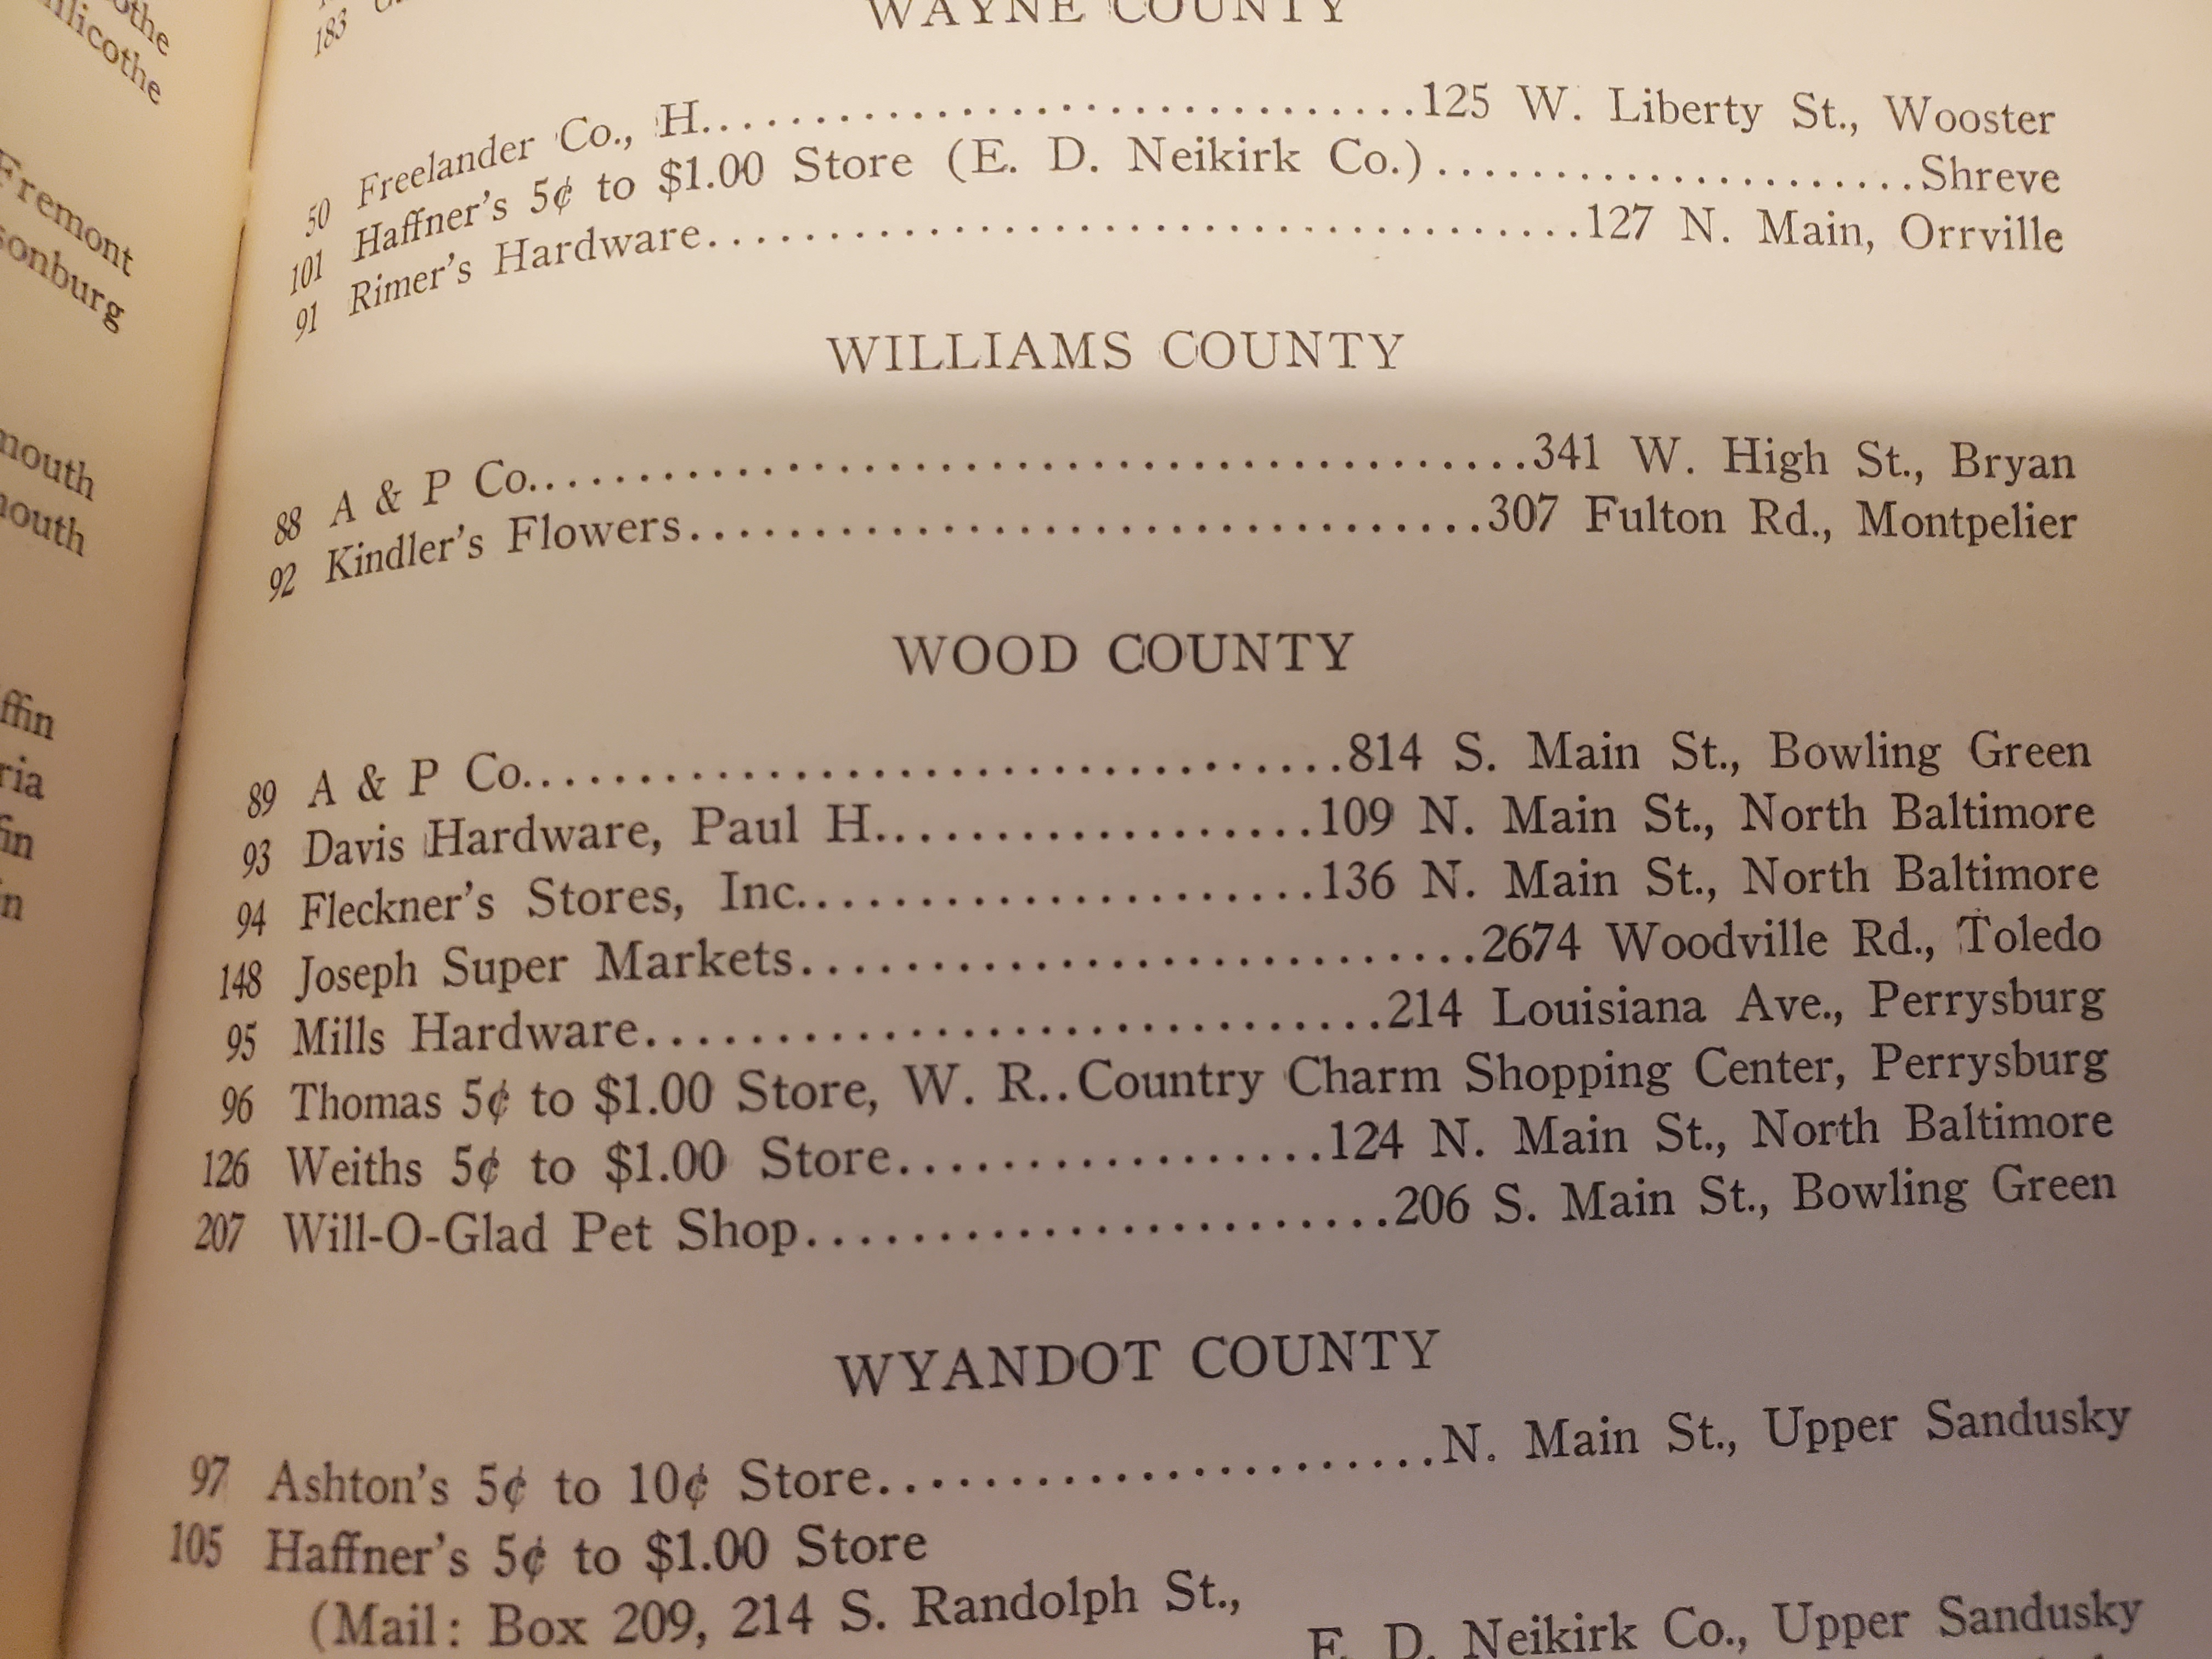 WAYNE COUNTY
183
50 Freelander Co., H..............................125 W. Liberty St., Wooster
101 Haffner's 5¢ to $1.00 Store (E. D. Neikirk Co.).....................Shreve
91 Rimer's Hardware.....................................127 N. Main, Orrville
WILLIAMS COUNTY
88 A & P Co..........................................341 W. High St., Bryan
92 Kindler's Flowers.................................307 Fulton Rd., Montpelier
WOOD COUNTY
89 A & P Co..................................814 S. Main St., Bowling Green
93 Davis Hardware, Paul H..................109 N. Main St., North Baltimore
94 Fleckner's Stores, Inc.....................136 N. Main St., North Baltimore
148 Joseph Super Markets............................2674 Woodville Rd., Toledo
95 Mills Hardware.............................214 Louisiana Ave., Perrysburg
96 Thomas 5¢ to $1.00 Store, W. R..Country Charm Shopping Center, Perrysburg
126 Weiths 5¢ to $1.00 Store.................124 N. Main St., North Baltimore
207 Will-O-Glad Pet Shop.......................206 S. Main St., Bowling Green
WYANDOT COUNTY
97 Ashton's 5¢ to 10¢ Store......................N. Main St., Upper Sandusky
105 Haffner's 5¢ to $1.00 Store
(Mail: Box 209, 214 S. Randolph St.,
E. D. Neikirk Co., Upper Sandusky
Fremont